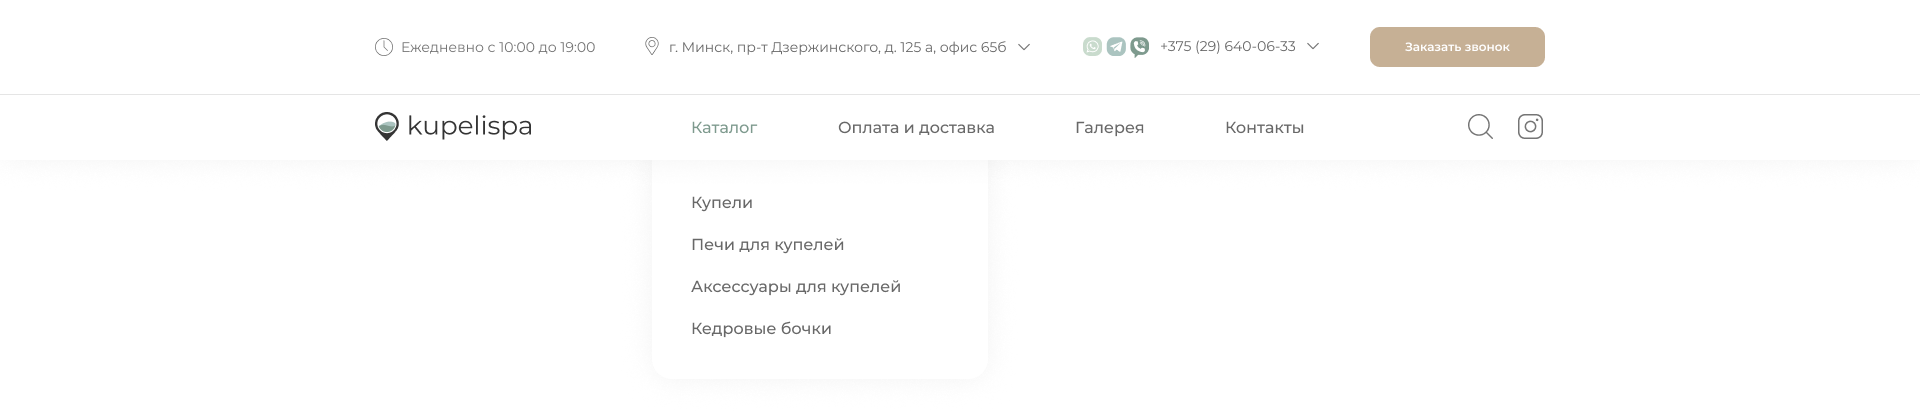 Ежедневно с 10:00 до 19:00
г. Минск, пр-т Дзержинского, д. 125 а, офис 65б
+375 (29) 640-06-33
Заказать звонок
kupelispa
Каталог
Оплата и доставка
Галерея
Контакты
Купели
Печи для купелей
Аксессуары для купелей
Кедровые бочки